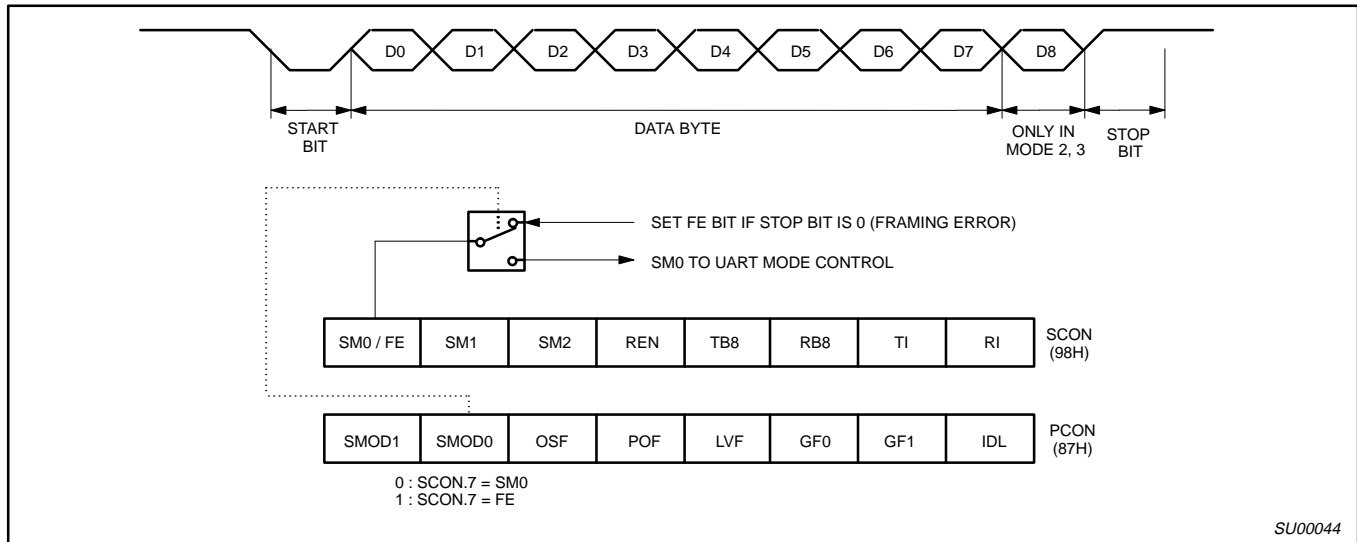 D0 D1 D2 D3 D4 D5 D6 D7 D8
START
BIT
DATA BYTE
ONLY IN
MODE 2, 3
STOP
BIT
SET FE BIT IF STOP BIT IS 0 (FRAMING ERROR)
SM0 TO UART MODE CONTROL
SM0 / FE SM1 SM2 REN TB8 RB8 TI RI
SCON
(98H)
SMOD1 SMOD0 OSF POF LVF GF0 GF1 IDL
PCON
(87H)
0 : SCON.7 = SM0
1 : SCON.7 = FE
SU00044